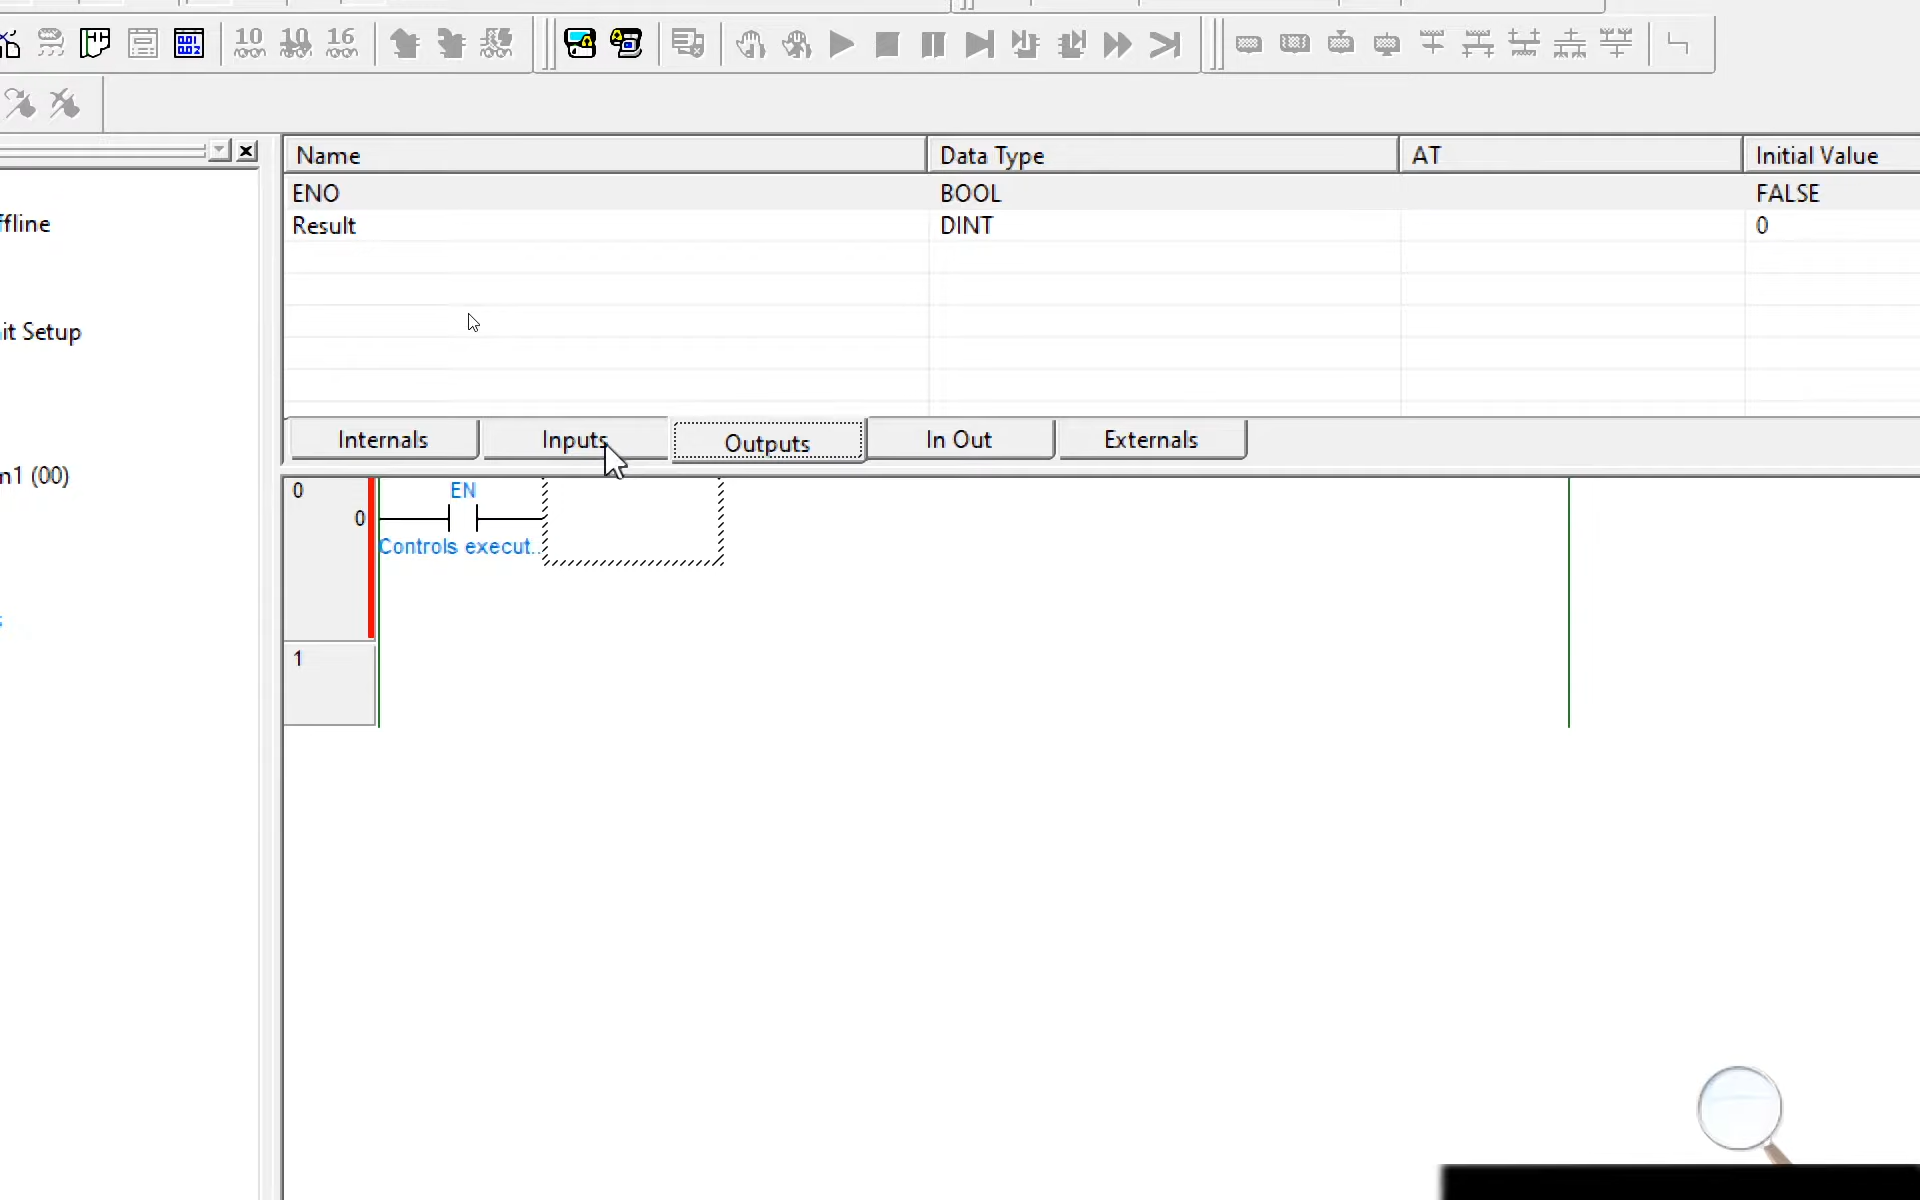 10 10 16
Name Data Type AT Initial Value
ENO BOOL FALSE
Result DINT 0
ffline
it Setup
n1 (00)
Internals Inputs Outputs In Out Externals
0 EN
0
Controls execut..
1